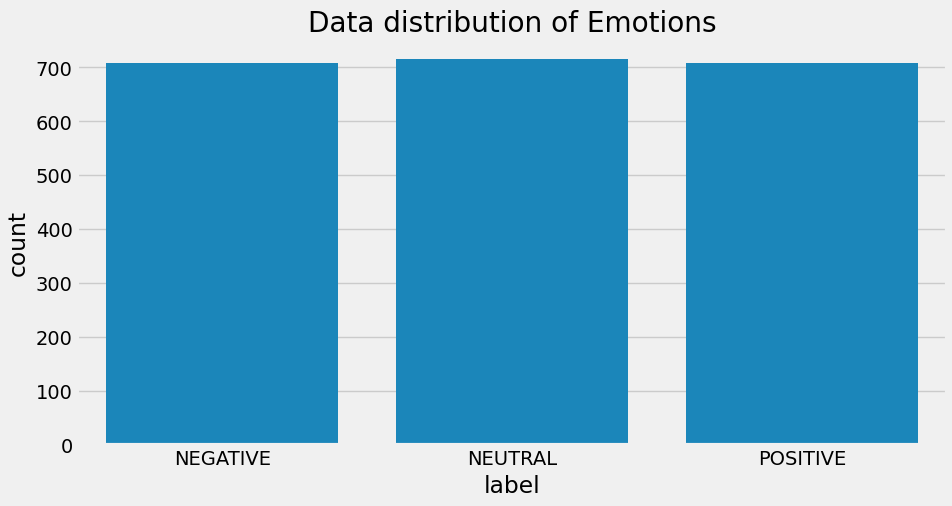 Data distribution of Emotions
700
600
500
400
300
200
100
0
count
NEGATIVE
NEUTRAL
POSITIVE
label